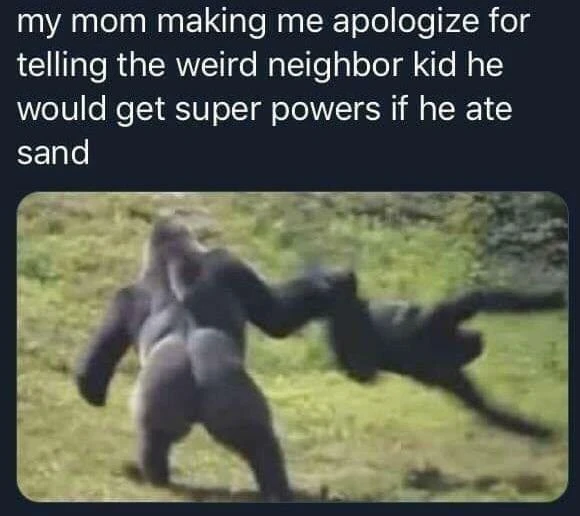 my mom making me apologize for
telling the weird neighbor kid he
would get super powers if he ate
sand